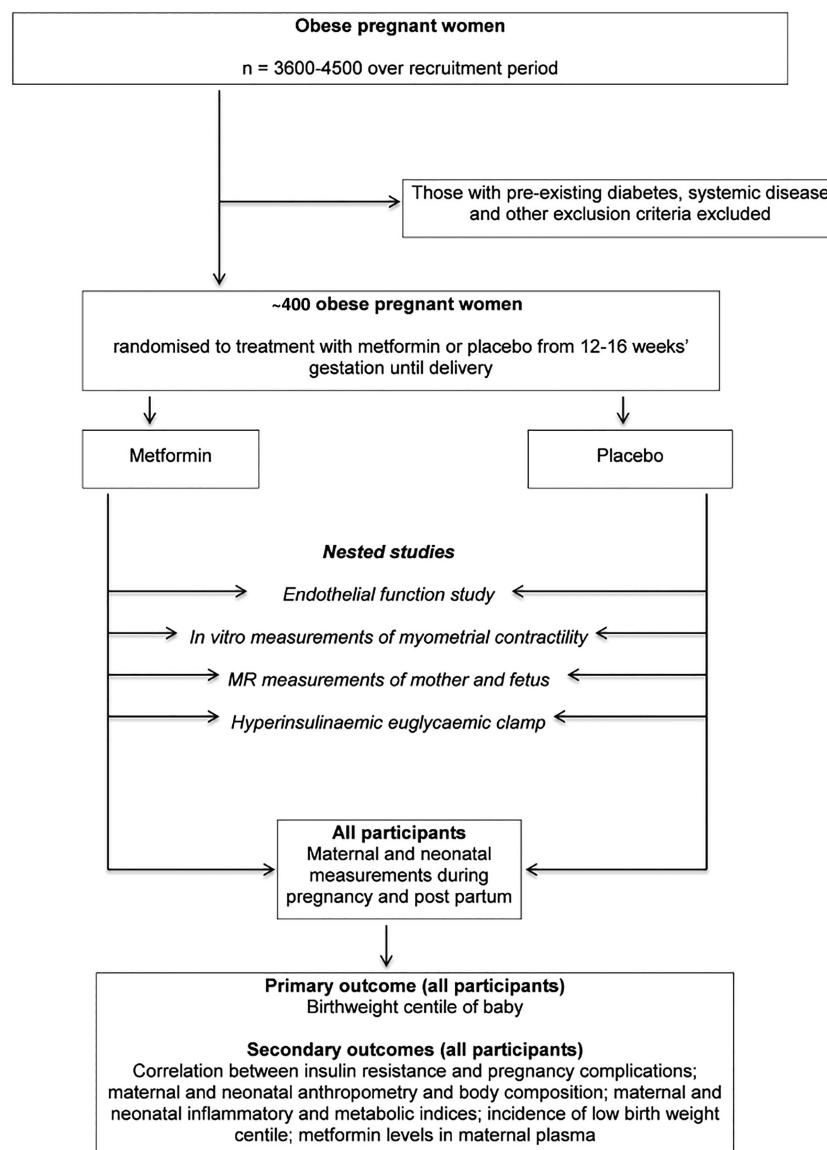 Obese pregnant women
n = 3600-4500 over recruitment period
Those with pre-existing diabetes, systemic disease
and other exclusion criteria excluded
~400 obese pregnant women
randomised to treatment with metformin or placebo from 12-16 weeks’
gestation until delivery
Metformin
Placebo
Nested studies
Endothelial function study
In vitro measurements of myometrial contractility
MR measurements of mother and fetus
Hyperinsulinaemic euglycaemic clamp
All participants
Maternal and neonatal
measurements during
pregnancy and post partum
Primary outcome (all participants)
Birthweight centile of baby
Secondary outcomes (all participants)
Correlation between insulin resistance and pregnancy complications;
maternal and neonatal anthropometry and body composition; maternal and
neonatal inflammatory and metabolic indices; incidence of low birth weight
centile; metformin levels in maternal plasma